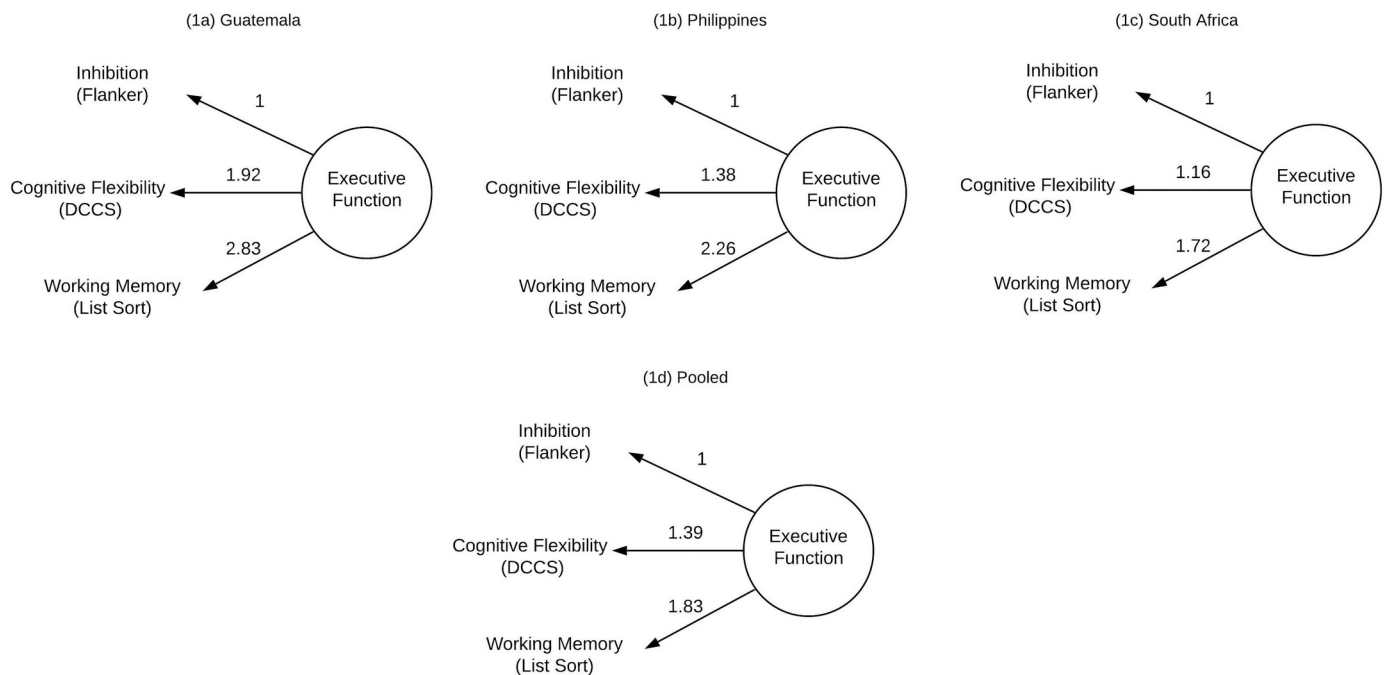 (1a) Guatemala
Inhibition
(Flanker)
1
1.92
Cognitive Flexibility
(DCCS)
Executive
Function
2.83
Working Memory
(List Sort)
(1b) Philippines
Inhibition
(Flanker)
1
1.38
Cognitive Flexibility
(DCCS)
Executive
Function
2.26
Working Memory
(List Sort)
(1c) South Africa
Inhibition
(Flanker)
1
1.16
Cognitive Flexibility
(DCCS)
Executive
Function
1.72
Working Memory
(List Sort)
(1d) Pooled
Inhibition
(Flanker)
1
1.39
Cognitive Flexibility
(DCCS)
Executive
Function
1.83
Working Memory
(List Sort)